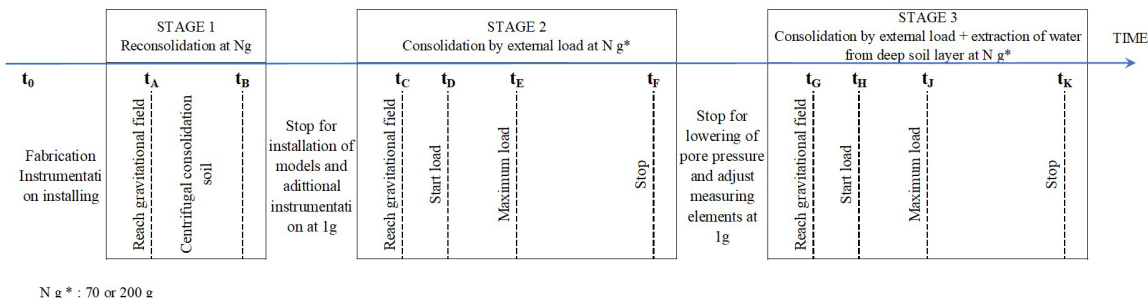 STAGE 1
Reconsolidation at Ng
STAGE 2
Consolidation by external load at N g*
STAGE 3
Consolidation by external load + extraction of water
from deep soil layer at N g*
TIME
t0
tA
tB
tC
tD
tE
tF
tG
tH
tJ
tK
Fabrication
Instrumentati
on installing
Reach gravitational field
Centrifugal consolidation
soil
Stop for
installation of
models and
adittional
instrumentati
on at 1g
Reach gravitational field
Start load
Maximum load
Stop
Stop for
lowering of
pore pressure
and adjust
measuring
elements at
1g
Reach gravitational field
Start load
Maximum load
Stop
N g * : 70 or 200 g